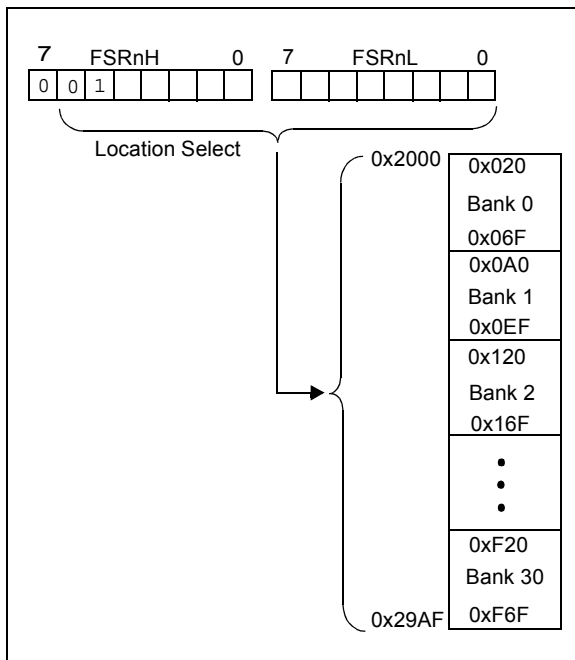 7 FSRnH 0 7 FSRnL 0
0 0 1
Location Select
0x2000
0x020
Bank 0
0x06F
0x0A0
Bank 1
0x0EF
0x120
Bank 2
0x16F
0xF20
Bank 30
0xF6F
0x29AF